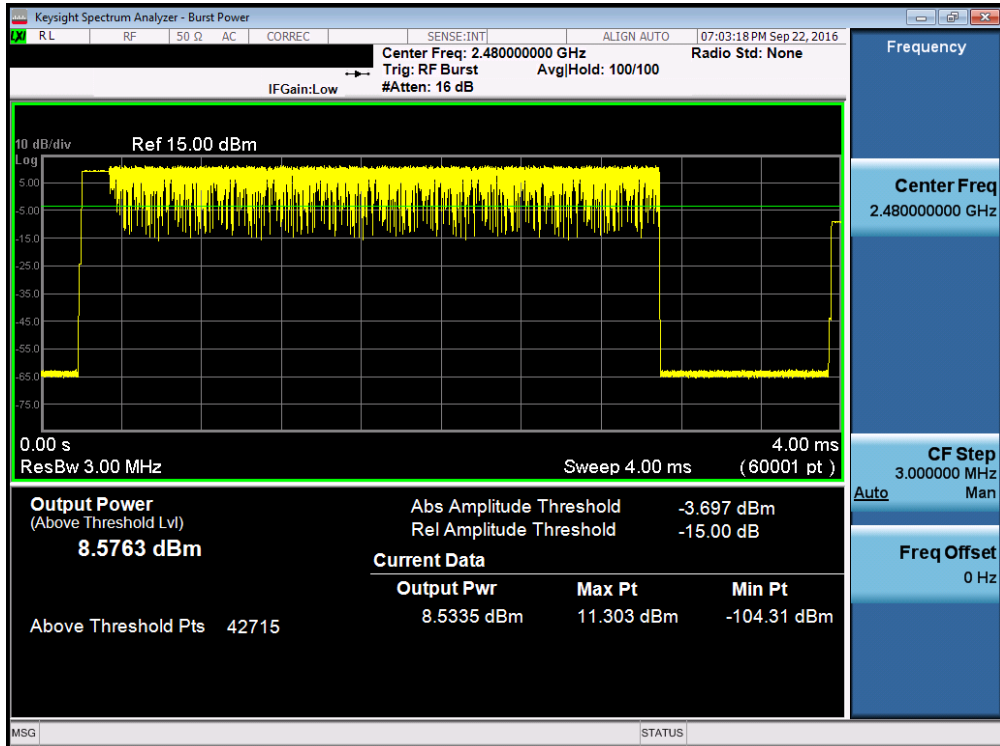 Keysight Spectrum Analyzer - Burst Power
LXI RL RF 50 Ω AC CORREC SENSE:INT ALIGN AUTO 07:03:18 PM Sep 22, 2016
Center Freq: 2.480000000 GHz Radio Std: None
Trig: RF Burst Avg|Hold: 100/100
IFGain:Low #Atten: 16 dB
10 dB/div Ref 15.00 dBm
Log
5.00
-5.00
-15.0
-25.0
-35.0
-45.0
-55.0
-65.0
-75.0
0.00 s 4.00 ms
ResBw 3.00 MHz Sweep 4.00 ms (60001 pt)
Output Power
(Above Threshold Lvl)
8.5763 dBm
Above Threshold Pts 42715
Abs Amplitude Threshold -3.697 dBm
Rel Amplitude Threshold -15.00 dB
Current Data
Output Pwr Max Pt Min Pt
8.5335 dBm 11.303 dBm -104.31 dBm
Frequency
Center Freq
2.480000000 GHz
CF Step
3.000000 MHz
Auto Man
Freq Offset
0 Hz
MSG STATUS